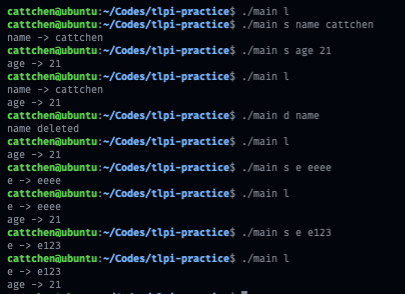 cattchen@ubuntu:~/Codes/tlpi-practice$ ./main l
cattchen@ubuntu:~/Codes/tlpi-practice$ ./main s name cattchen
name -> cattchen
cattchen@ubuntu:~/Codes/tlpi-practice$ ./main s age 21
age -> 21
cattchen@ubuntu:~/Codes/tlpi-practice$ ./main l
name -> cattchen
age -> 21
cattchen@ubuntu:~/Codes/tlpi-practice$ ./main d name
name deleted
cattchen@ubuntu:~/Codes/tlpi-practice$ ./main l
age -> 21
cattchen@ubuntu:~/Codes/tlpi-practice$ ./main s e eeee
e -> eeee
cattchen@ubuntu:~/Codes/tlpi-practice$ ./main l
e -> eeee
age -> 21
cattchen@ubuntu:~/Codes/tlpi-practice$ ./main s e e123
e -> e123
cattchen@ubuntu:~/Codes/tlpi-practice$ ./main l
e -> e123
age -> 21